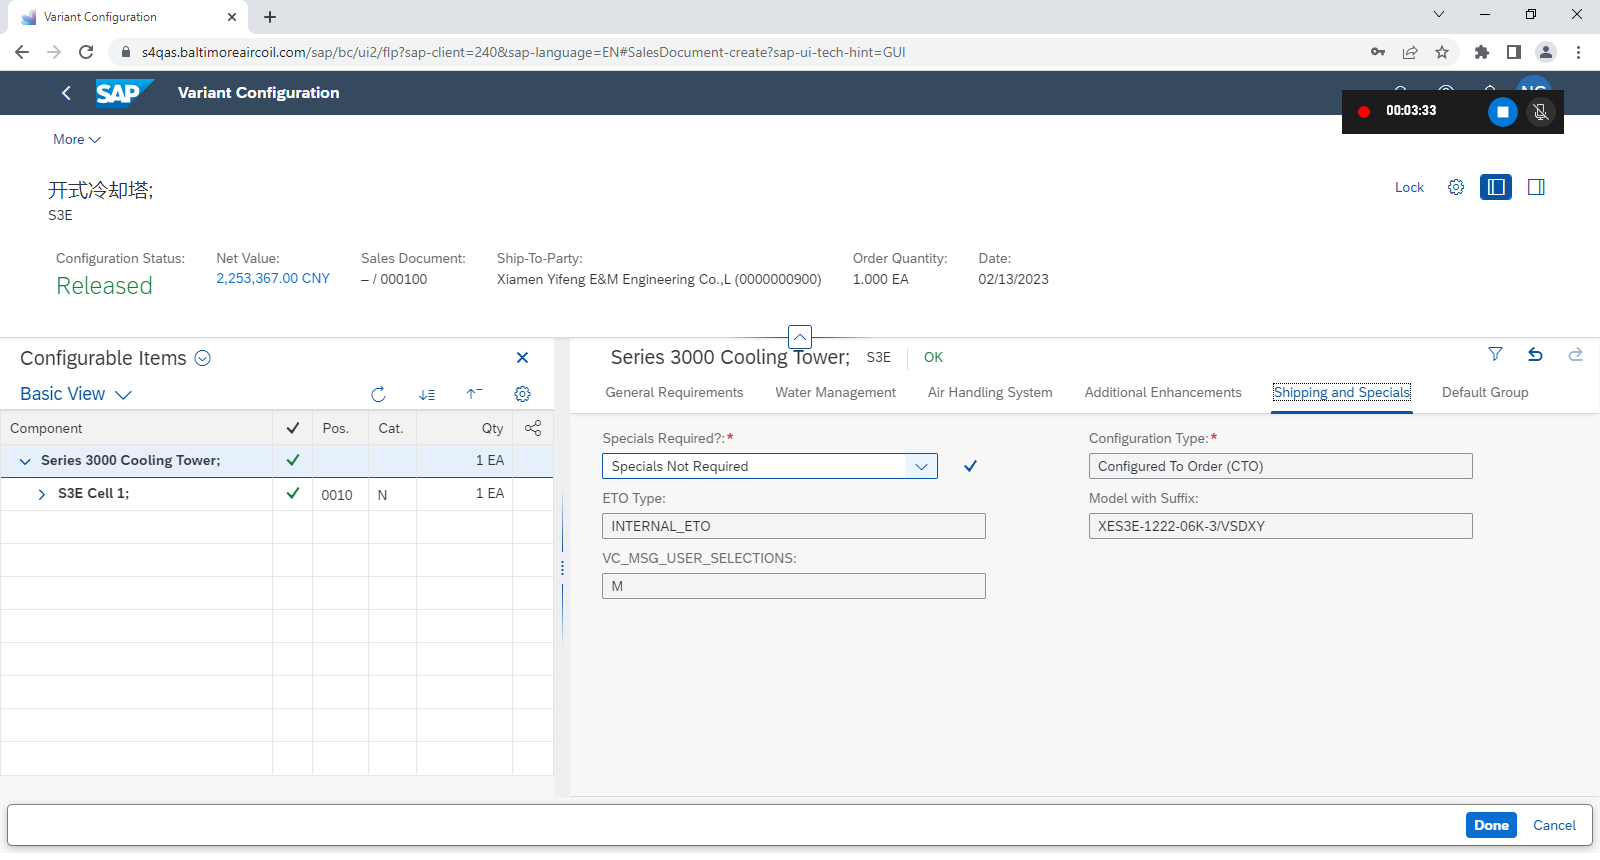 Variant Configuration
s4qas.baltimoreaircoil.com/sap/bc/ui2/flp?sap-client=240&sap-language=EN#SalesDocument-create?sap-ui-tech-hint=GUI
SAP Variant Configuration
00:03:33
More
开式冷却塔;
S3E
Lock
Configuration Status: Net Value: Sales Document: Ship-To-Party: Order Quantity: Date:
Released 2,253,367.00 CNY – / 000100 Xiamen Yifeng E&M Engineering Co.,L (0000000900) 1.000 EA 02/13/2023
Configurable Items
Basic View
Component Pos. Cat. Qty
Series 3000 Cooling Tower; 1 EA
S3E Cell 1; 0010 N 1 EA
Series 3000 Cooling Tower; S3E OK
General Requirements Water Management Air Handling System Additional Enhancements Shipping and Specials Default Group
Specials Required?:* Configuration Type:*
Specials Not Required Configured To Order (CTO)
ETO Type: Model with Suffix:
INTERNAL_ETO XES3E-1222-06K-3/VSDXY
VC_MSG_USER_SELECTIONS:
M
Done Cancel